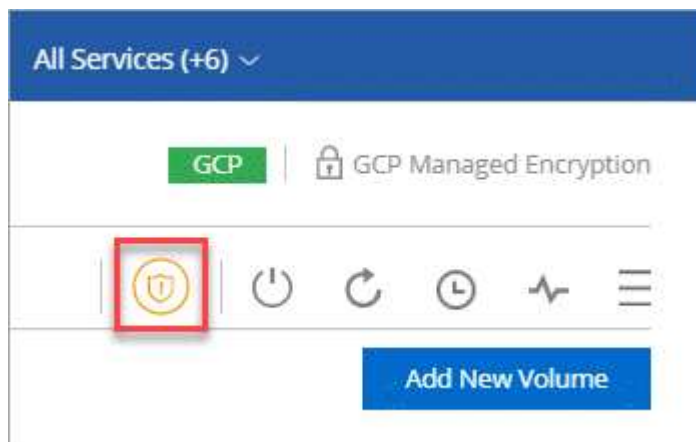 All Services (+6)
GCP
GCP Managed Encryption
Add New Volume